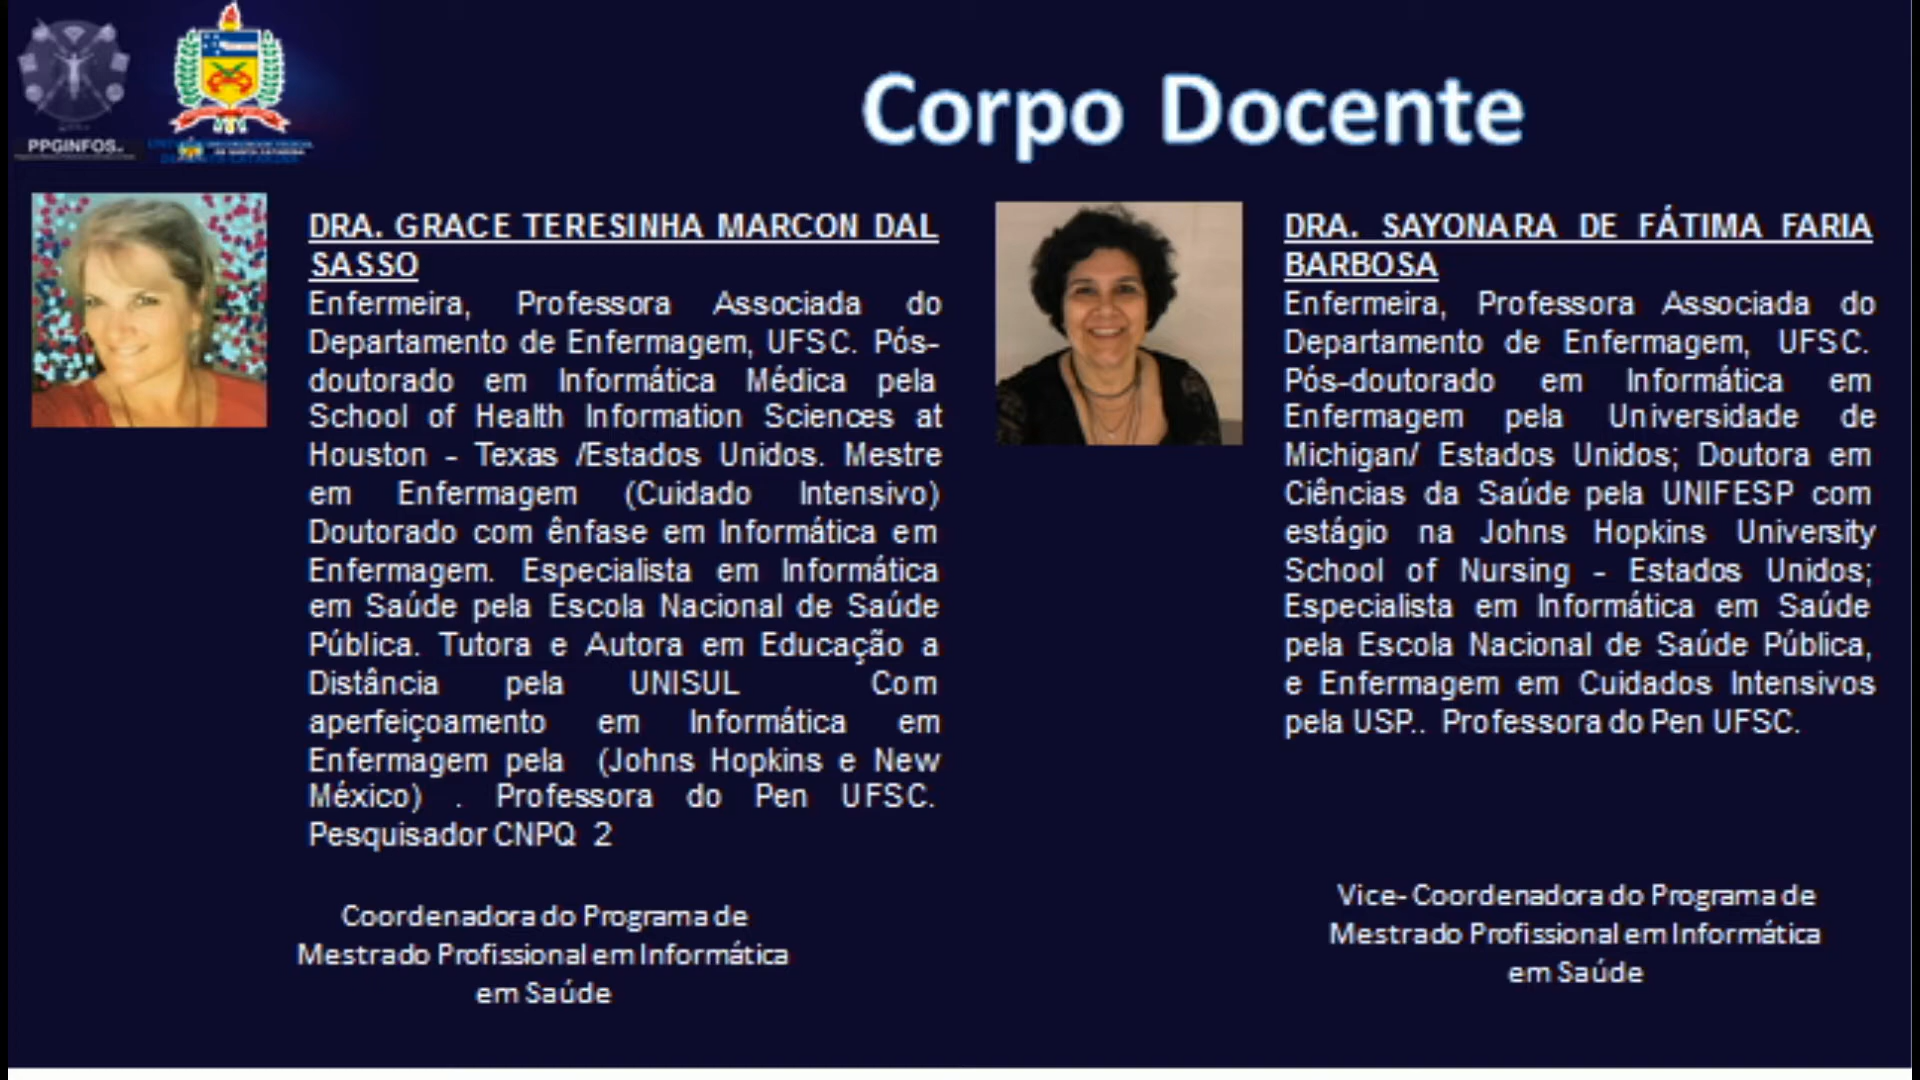 PPGINFOS
Corpo Docente
DRA. GRACE TERESINHA MARCON DAL
SASSO
Enfermeira, Professora Associada do
Departamento de Enfermagem, UFSC. Pós-
doutorado em Informática Médica pela
School of Health Information Sciences at
Houston - Texas /Estados Unidos. Mestre
em Enfermagem (Cuidado Intensivo)
Doutorado com ênfase em Informática em
Enfermagem. Especialista em Informática
em Saúde pela Escola Nacional de Saúde
Pública. Tutora e Autora em Educação a
Distância pela UNISUL Com
aperfeiçoamento em Informática em
Enfermagem pela (Johns Hopkins e New
México) . Professora do Pen UFSC.
Pesquisador CNPQ 2
Coordenadora do Programa de
Mestrado Profissional em Informática
em Saúde
DRA. SAYONARA DE FÁTIMA FARIA
BARBOSA
Enfermeira, Professora Associada do
Departamento de Enfermagem, UFSC.
Pós-doutorado em Informática em
Enfermagem pela Universidade de
Michigan/ Estados Unidos; Doutora em
Ciências da Saúde pela UNIFESP com
estágio na Johns Hopkins University
School of Nursing - Estados Unidos;
Especialista em Informática em Saúde
pela Escola Nacional de Saúde Pública,
e Enfermagem em Cuidados Intensivos
pela USP.. Professora do Pen UFSC.
Vice- Coordenadora do Programa de
Mestrado Profissional em Informática
em Saúde